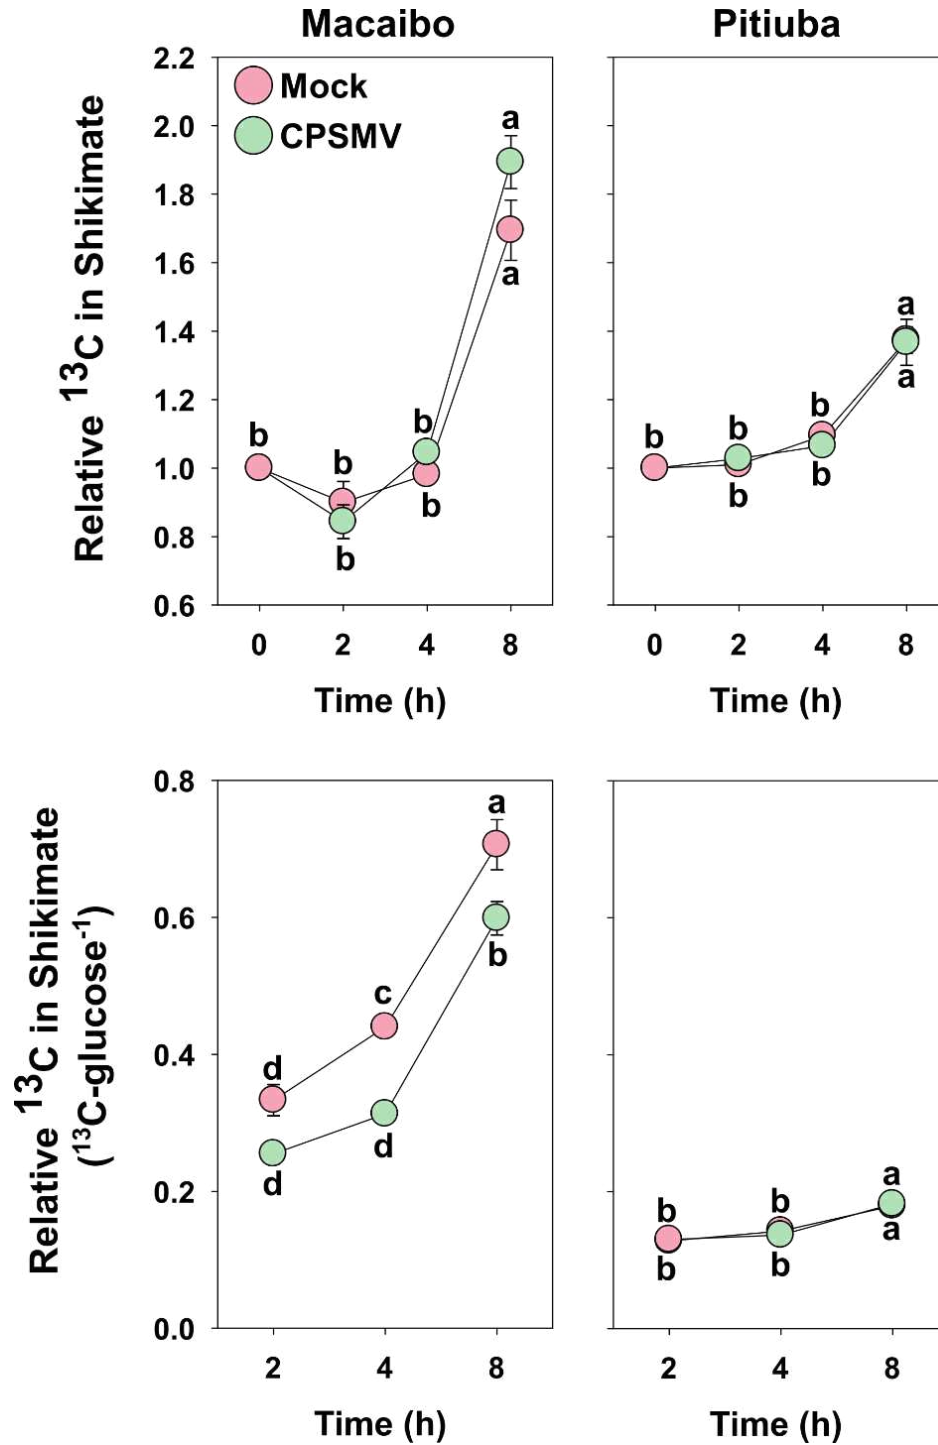 Macaibo
Pitiuba
Relative 13C in Shikimate
2.2
2.0
1.8
1.6
1.4
1.2
1.0
0.8
0.6
Mock
CPSMV
b
b
b
b
b
a
a
0
2
4
8
Time (h)
b
b
b
b
b
a
a
0
2
4
8
Time (h)
Relative 13C in Shikimate
(13C-glucose-1)
0.8
0.6
0.4
0.2
0.0
d
d
c
d
a
b
2
4
8
Time (h)
b
b
b
b
a
a
2
4
8
Time (h)